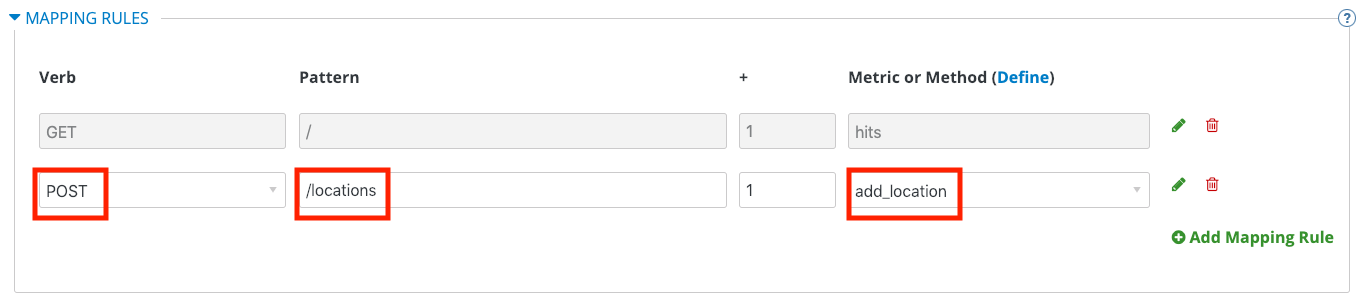 MAPPING RULES
?
Verb Pattern + Metric or Method (Define)
GET / 1 hits
POST /locations 1 add_location
Add Mapping Rule